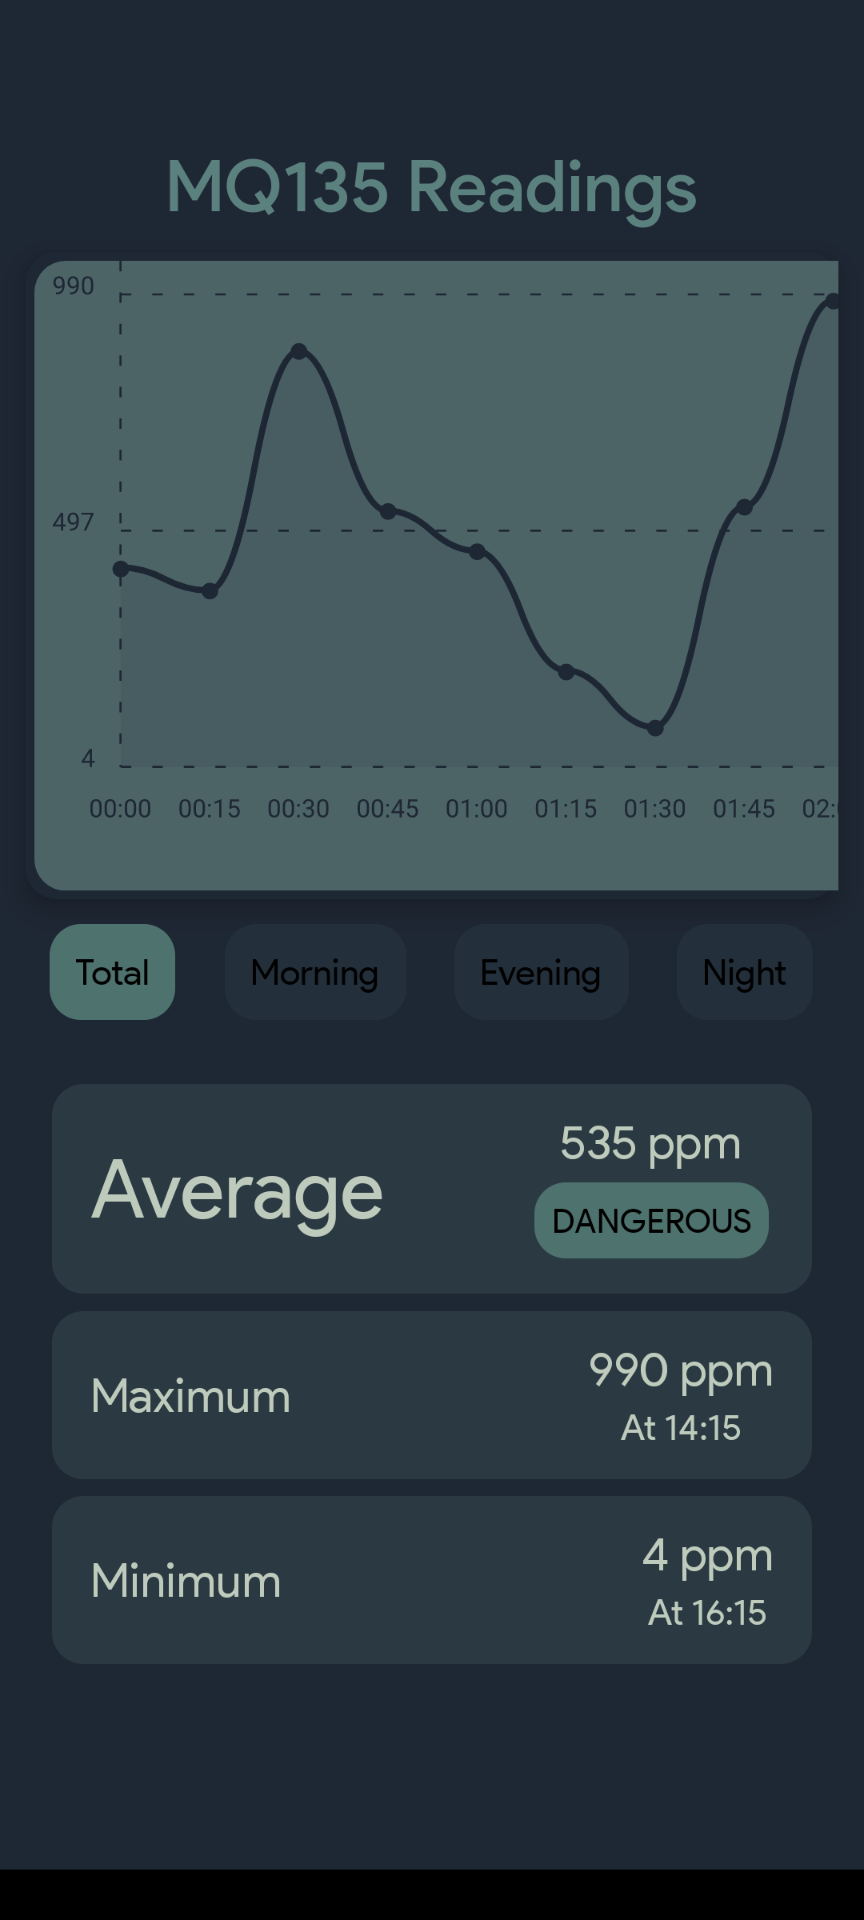 MQ135 Readings
990
497
4
00:00 00:15 00:30 00:45 01:00 01:15 01:30 01:45 02:
Total Morning Evening Night
Average
535 ppm
DANGEROUS
Maximum
990 ppm
At 14:15
Minimum
4 ppm
At 16:15